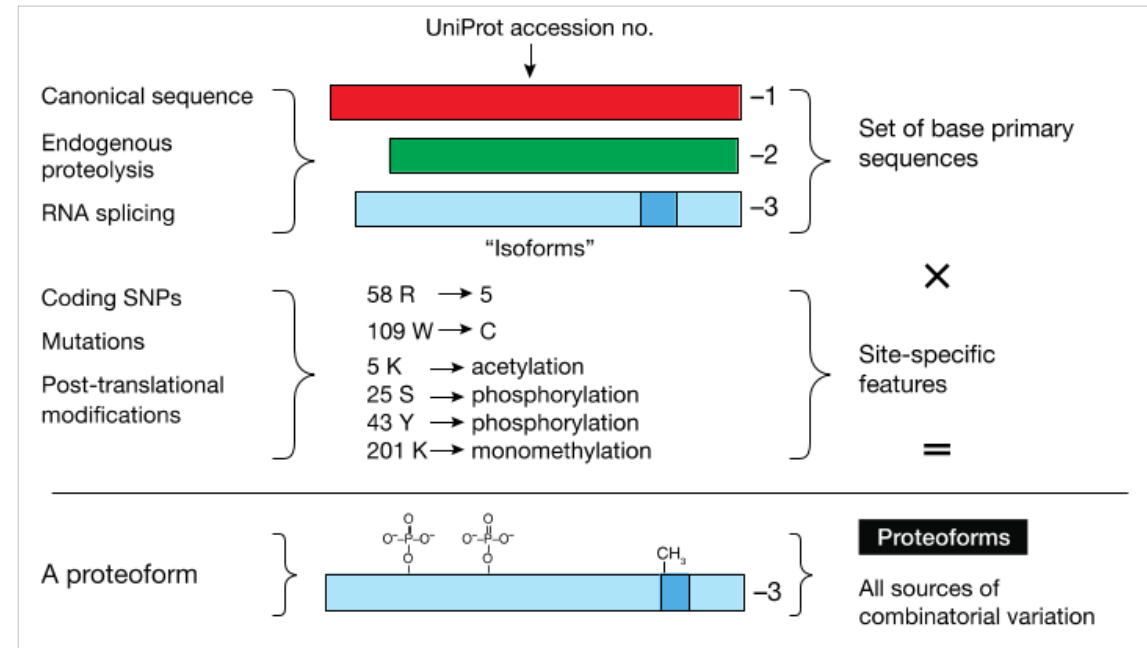 UniProt accession no.
Canonical sequence
Endogenous
proteolysis
RNA splicing
–1
–2
–3
“Isoforms”
Set of base primary
sequences
×
Coding SNPs
Mutations
Post-translational
modifications
58 R → 5
109 W → C
5 K → acetylation
25 S → phosphorylation
43 Y → phosphorylation
201 K → monomethylation
Site-specific
features
=
A proteoform
O
O⁻–P–O⁻
O
O
O⁻–P–O⁻
O
CH₃
–3
Proteoforms
All sources of
combinatorial variation